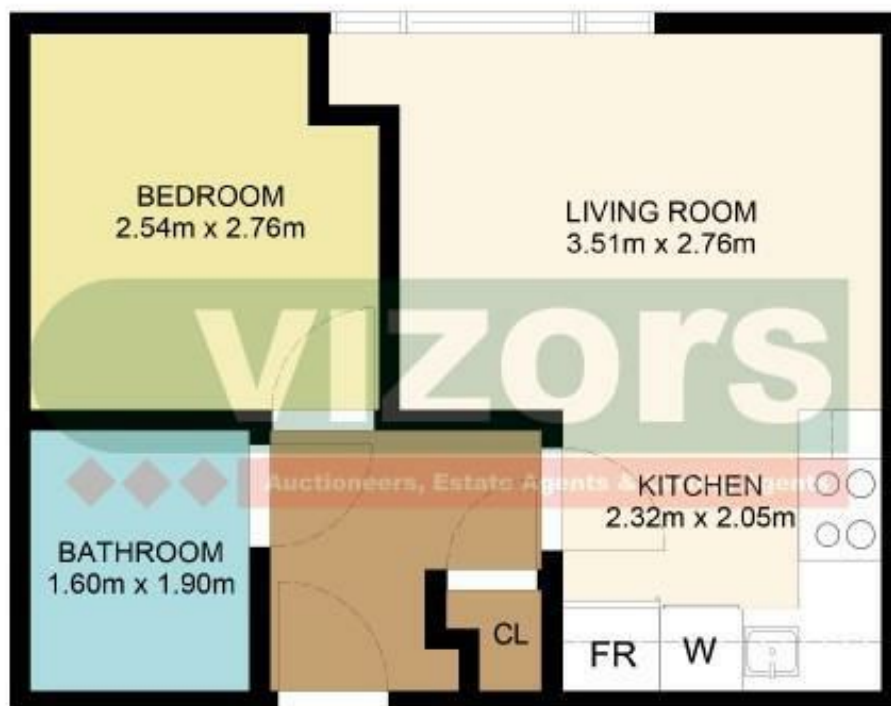 BEDROOM
2.54m x 2.76m
LIVING ROOM
3.51m x 2.76m
vizors
Auctioneers, Estate Agents &
KITCHEN
2.32m x 2.05m
BATHROOM
1.60m x 1.90m
CL
FR
W